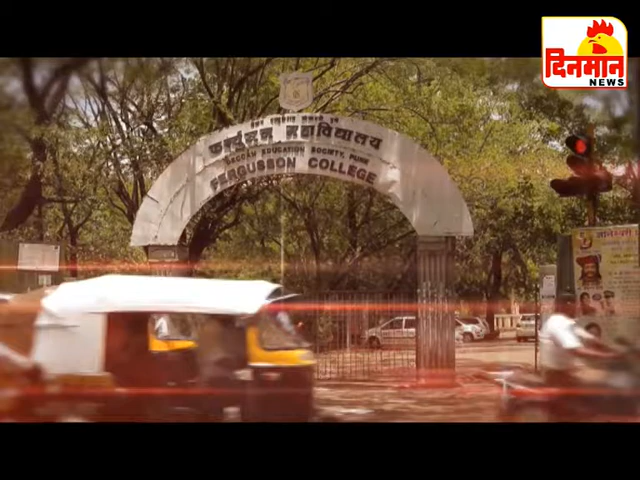 दिनमान
NEWS
फर्ग्युसन महाविद्यालय
DECCAN EDUCATION SOCIETY, PUNE
FERGUSSON COLLEGE